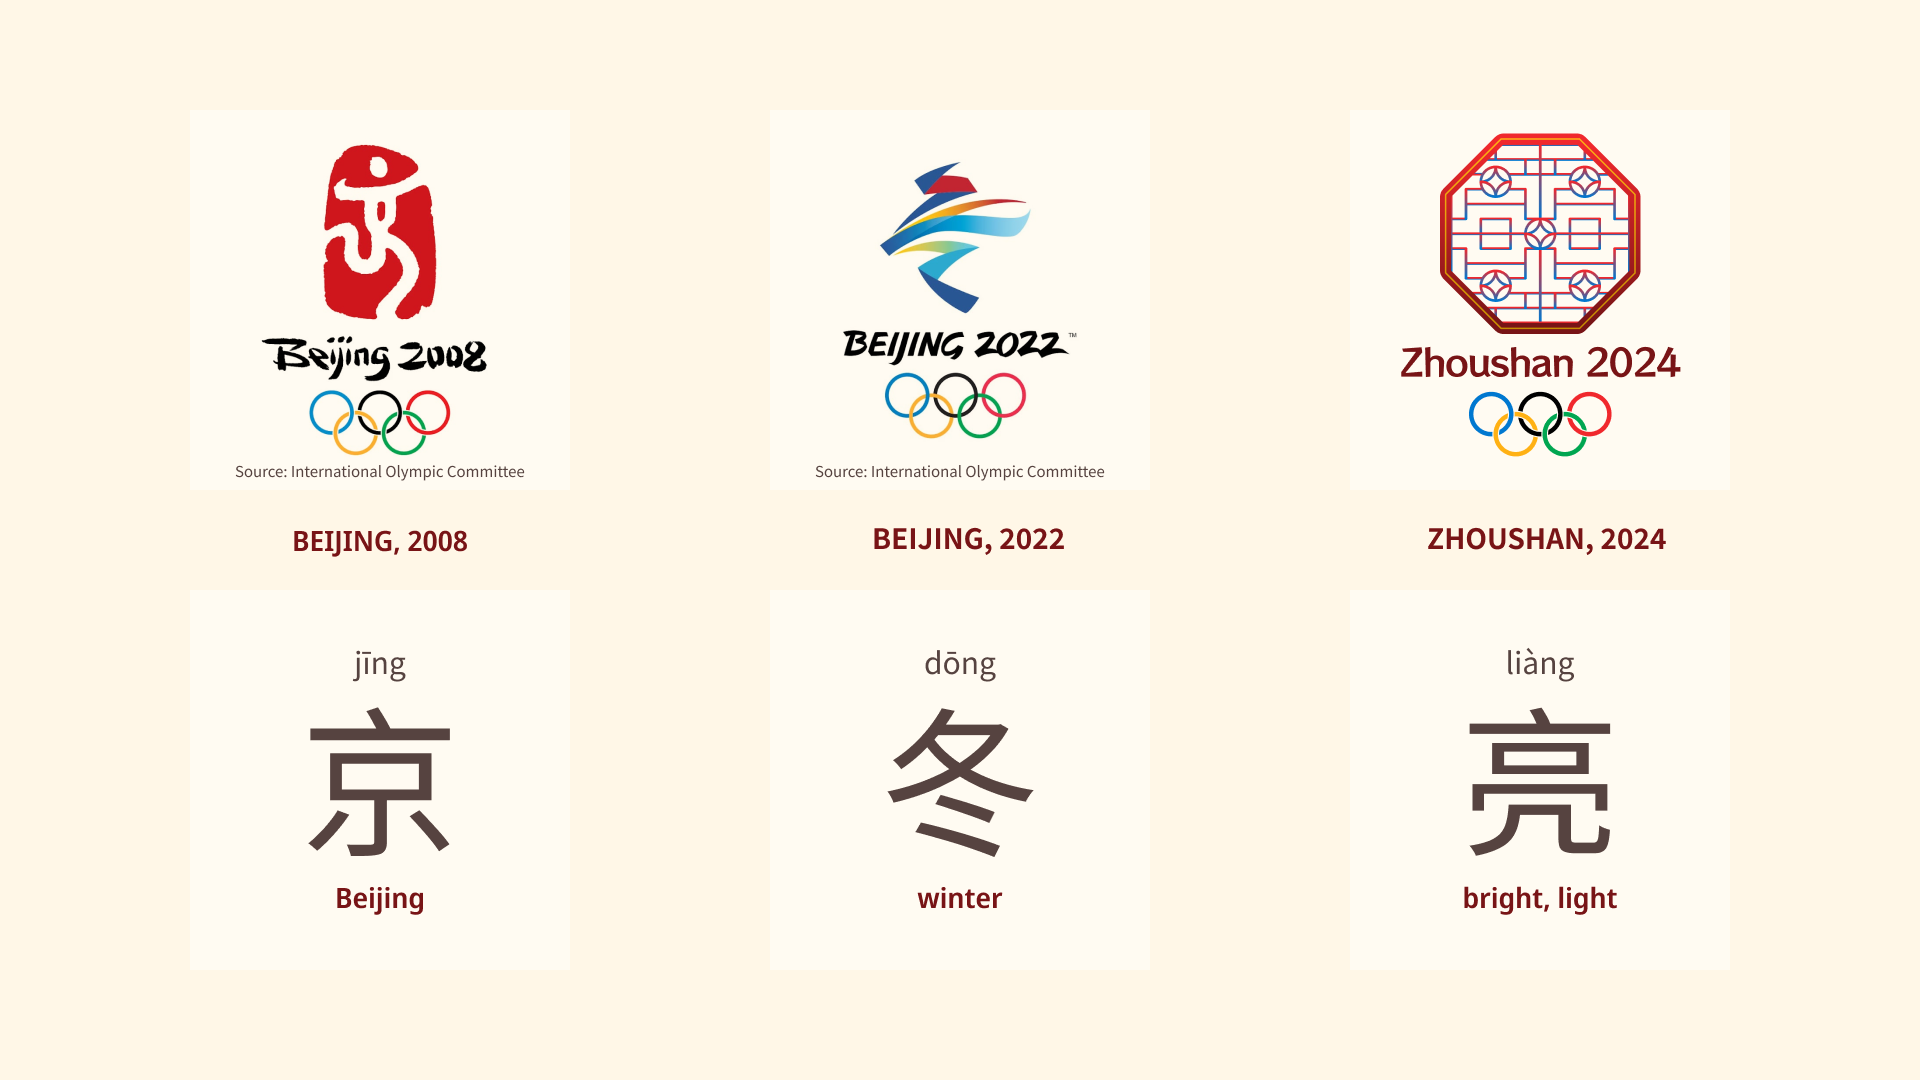 Beijing 2008
Source: International Olympic Committee
BEIJING, 2008
BEIJING 2022™
Source: International Olympic Committee
BEIJING, 2022
Zhoushan 2024
ZHOUSHAN, 2024
jīng
京
Beijing
dōng
冬
winter
liàng
亮
bright, light